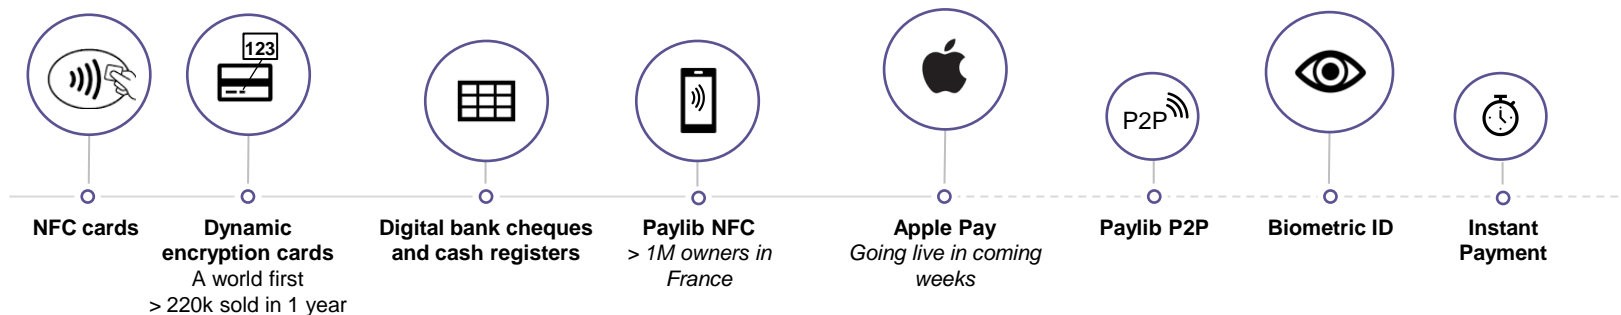 123
P2P
NFC cards
Dynamic
encryption cards
A world first
> 220k sold in 1 year
Digital bank cheques
and cash registers
Paylib NFC
> 1M owners in
France
Apple Pay
Going live in coming
weeks
Paylib P2P
Biometric ID
Instant
Payment